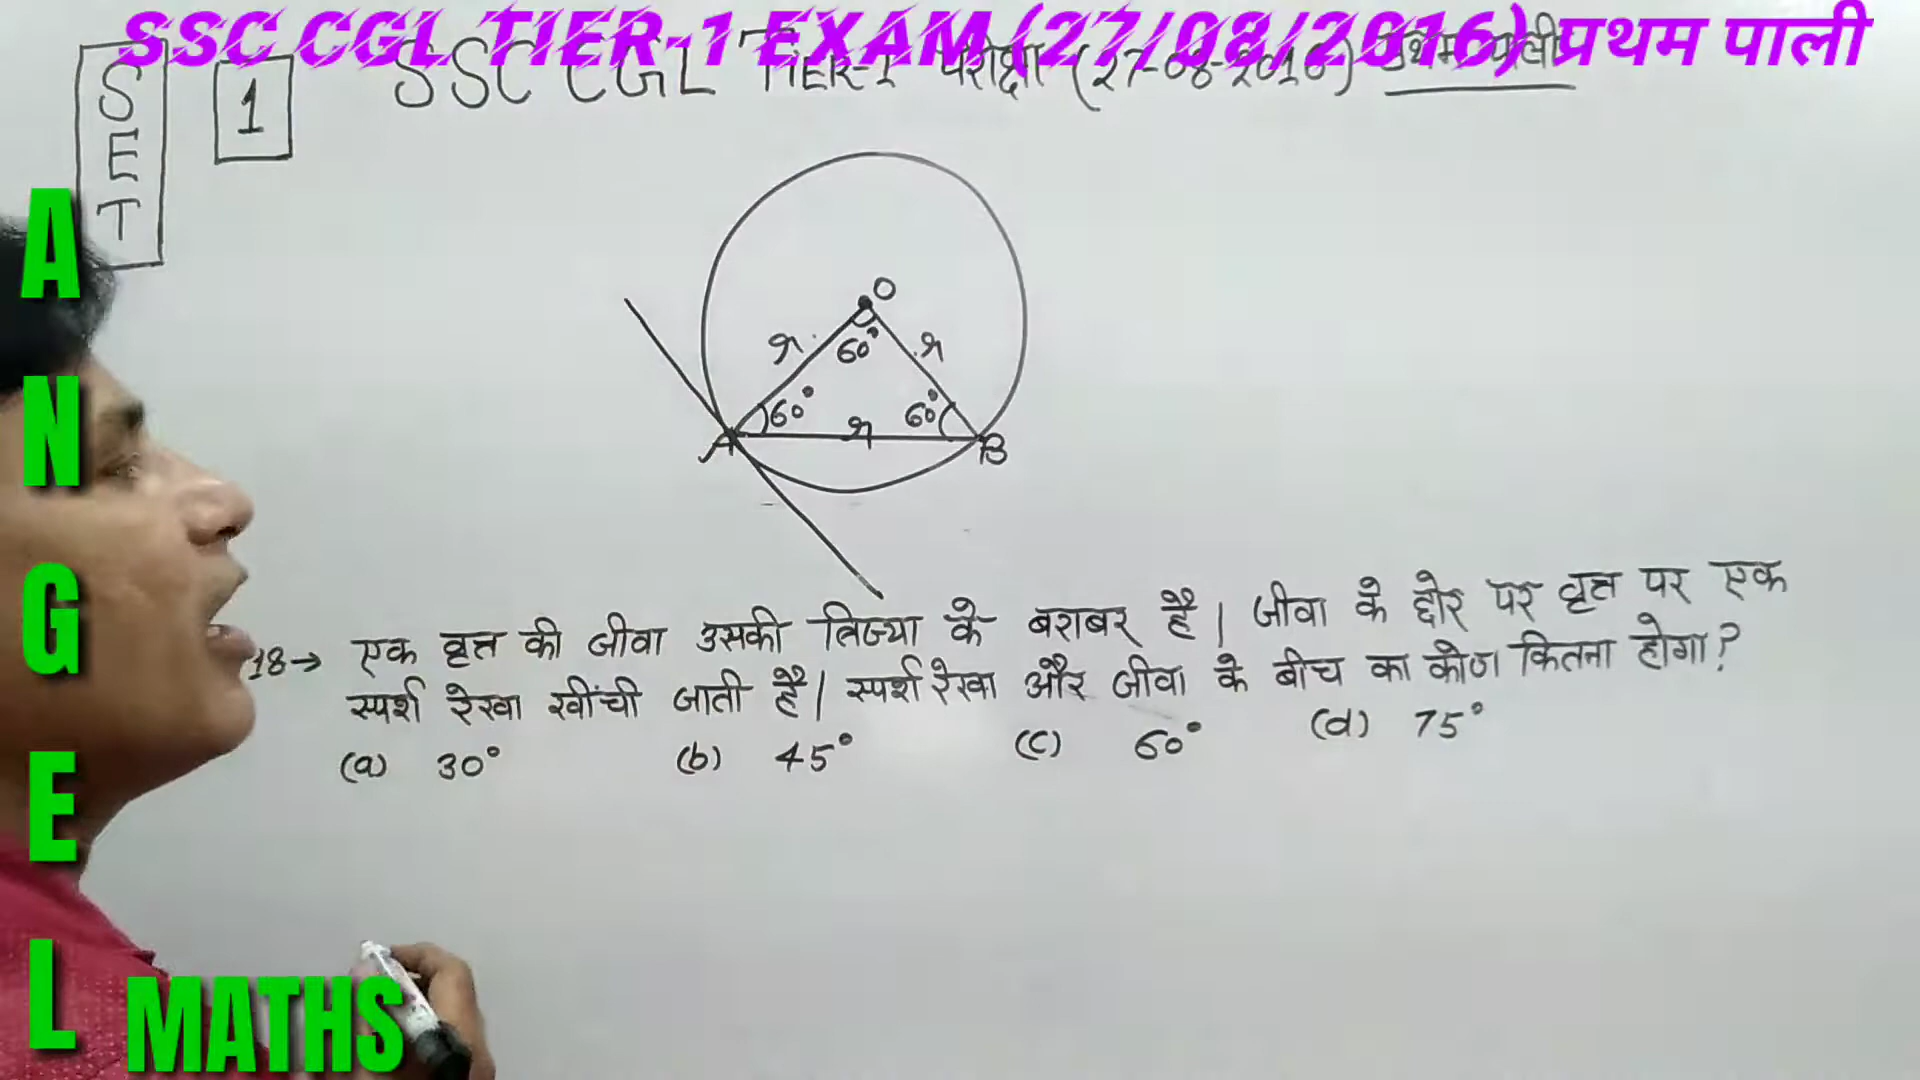 SSC CGL TIER-1 EXAM (27/08/2016) प्रथम पाली
SET
1
SSC CGL TIER-1 परीक्षा (27-08-2016) प्रथम पाली
O
r
60°
r
60°
60°
r
A
B
18→ एक वृत्त की जीवा उसकी त्रिज्या के बराबर है। जीवा के छोर पर वृत्त पर एक
स्पर्श रेखा खींची जाती है। स्पर्श रेखा और जीवा के बीच का कोण कितना होगा?
(a) 30° (b) 45° (c) 60° (d) 75°
ANGEL
MATHS